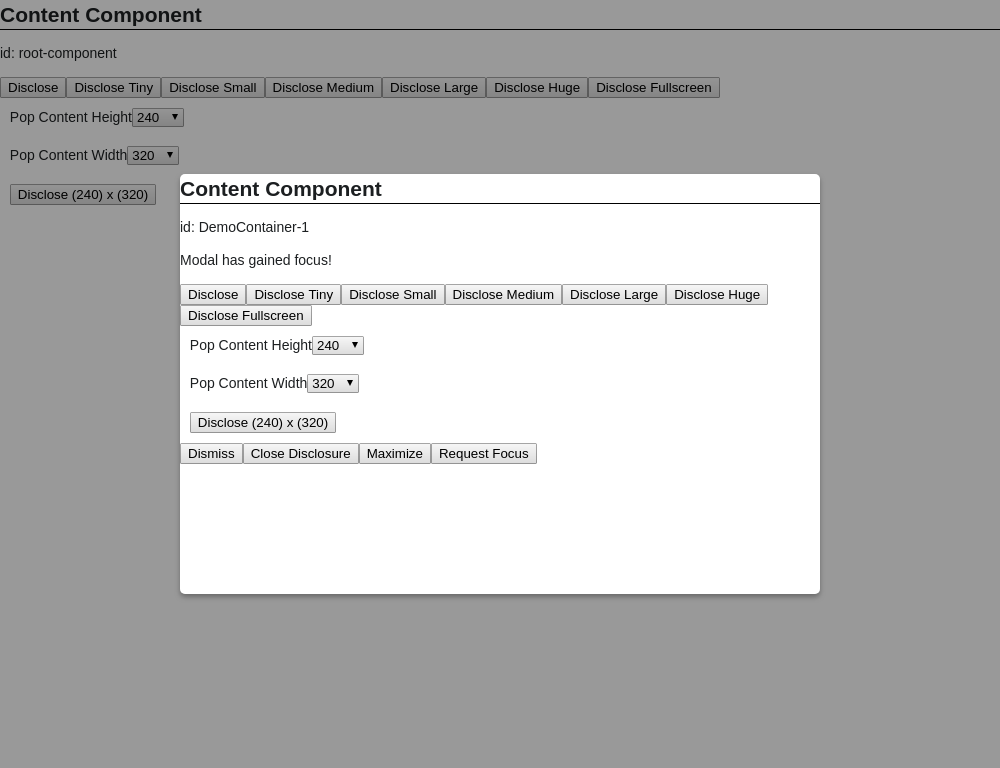 Content Component
id: root-component
Disclose Disclose Tiny Disclose Small Disclose Medium Disclose Large Disclose Huge Disclose Fullscreen
Pop Content Height 240
Pop Content Width 320
Disclose (240) x (320)
Content Component
id: DemoContainer-1
Modal has gained focus!
Disclose Disclose Tiny Disclose Small Disclose Medium Disclose Large Disclose Huge
Disclose Fullscreen
Pop Content Height 240
Pop Content Width 320
Disclose (240) x (320)
Dismiss Close Disclosure Maximize Request Focus